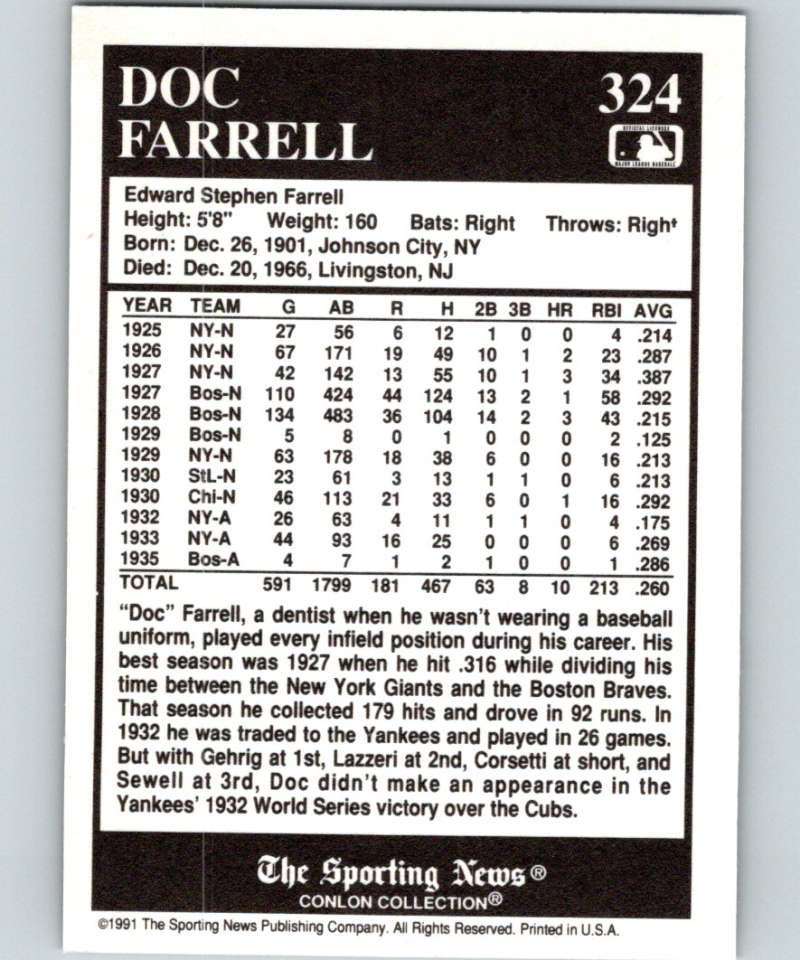 DOC
FARRELL
324
OFFICIAL LICENSEE
MAJOR LEAGUE BASEBALL
Edward Stephen Farrell
Height: 5'8" Weight: 160 Bats: Right Throws: Right
Born: Dec. 26, 1901, Johnson City, NY
Died: Dec. 20, 1966, Livingston, NJ
YEAR TEAM G AB R H 2B 3B HR RBI AVG
1925 NY-N 27 56 6 12 1 0 0 4 .214
1926 NY-N 67 171 19 49 10 1 2 23 .287
1927 NY-N 42 142 13 55 10 1 3 34 .387
1927 Bos-N 110 424 44 124 13 2 1 58 .292
1928 Bos-N 134 483 36 104 14 2 3 43 .215
1929 Bos-N 5 8 0 1 0 0 0 2 .125
1929 NY-N 63 178 18 38 6 0 0 16 .213
1930 StL-N 23 61 3 13 1 1 0 6 .213
1930 Chi-N 46 113 21 33 6 0 1 16 .292
1932 NY-A 26 63 4 11 1 1 0 4 .175
1933 NY-A 44 93 16 25 0 0 0 6 .269
1935 Bos-A 4 7 1 2 1 0 0 1 .286
TOTAL 591 1799 181 467 63 8 10 213 .260
"Doc" Farrell, a dentist when he wasn't wearing a baseball
uniform, played every infield position during his career. His
best season was 1927 when he hit .316 while dividing his
time between the New York Giants and the Boston Braves.
That season he collected 179 hits and drove in 92 runs. In
1932 he was traded to the Yankees and played in 26 games.
But with Gehrig at 1st, Lazzeri at 2nd, Corsetti at short, and
Sewell at 3rd, Doc didn't make an appearance in the
Yankees' 1932 World Series victory over the Cubs.
The Sporting News®
CONLON COLLECTION®
©1991 The Sporting News Publishing Company. All Rights Reserved. Printed in U.S.A.